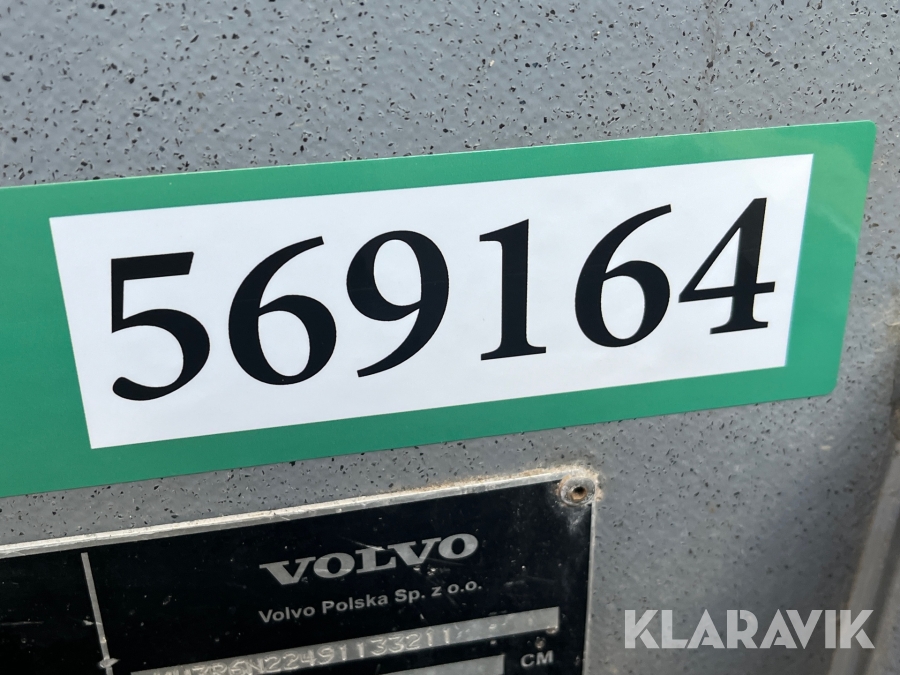 569164
VOLVO
Volvo Polska Sp. z o.o.
CM
KLARAVIK